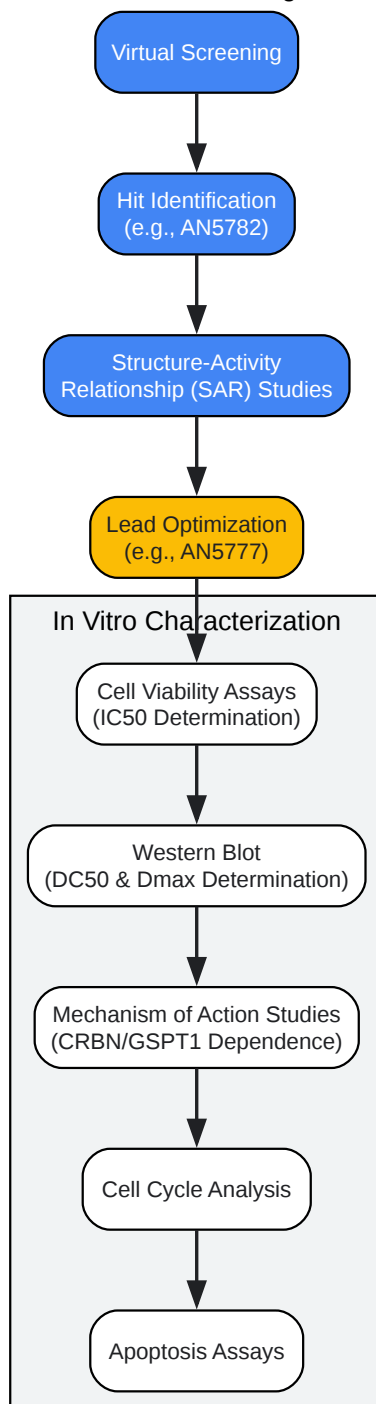 Virtual Screening
Hit Identification
(e.g., AN5782)
Structure-Activity
Relationship (SAR) Studies
Lead Optimization
(e.g., AN5777)
In Vitro Characterization
Cell Viability Assays
(IC50 Determination)
Western Blot
(DC50 & Dmax Determination)
Mechanism of Action Studies
(CRBN/GSPT1 Dependence)
Cell Cycle Analysis
Apoptosis Assays